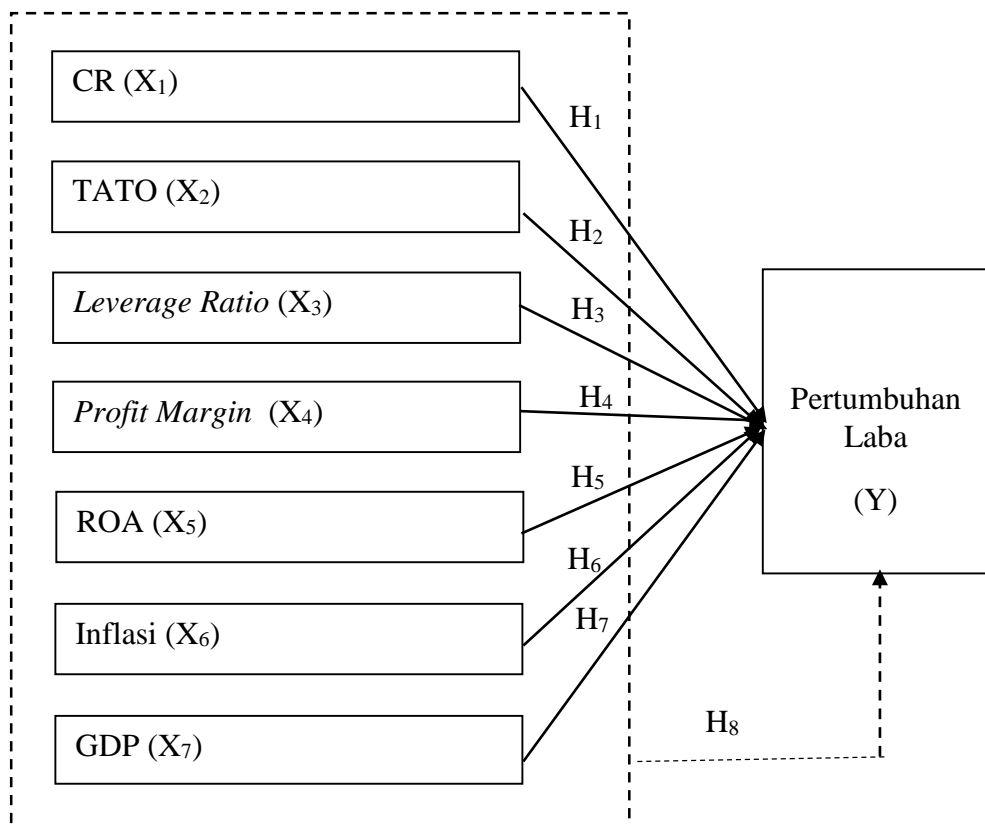 CR (X₁)
H₁
TATO (X₂)
H₂
Leverage Ratio (X₃)
H₃
Profit Margin (X₄)
H₄
Pertumbuhan
Laba
(Y)
ROA (X₅)
H₅
Inflasi (X₆)
H₆
H₇
GDP (X₇)
H₈